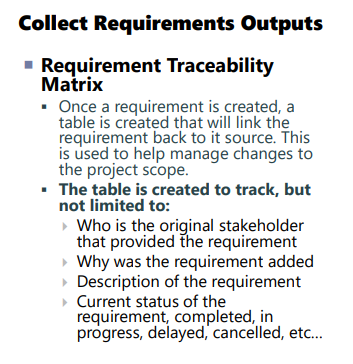 Collect Requirements Outputs
Requirement Traceability
Matrix
Once a requirement is created, a
table is created that will link the
requirement back to it source. This
is used to help manage changes to
the project scope.
The table is created to track, but
not limited to:
Who is the original stakeholder
that provided the requirement
Why was the requirement added
Description of the requirement
Current status of the
requirement, completed, in
progress, delayed, cancelled, etc...